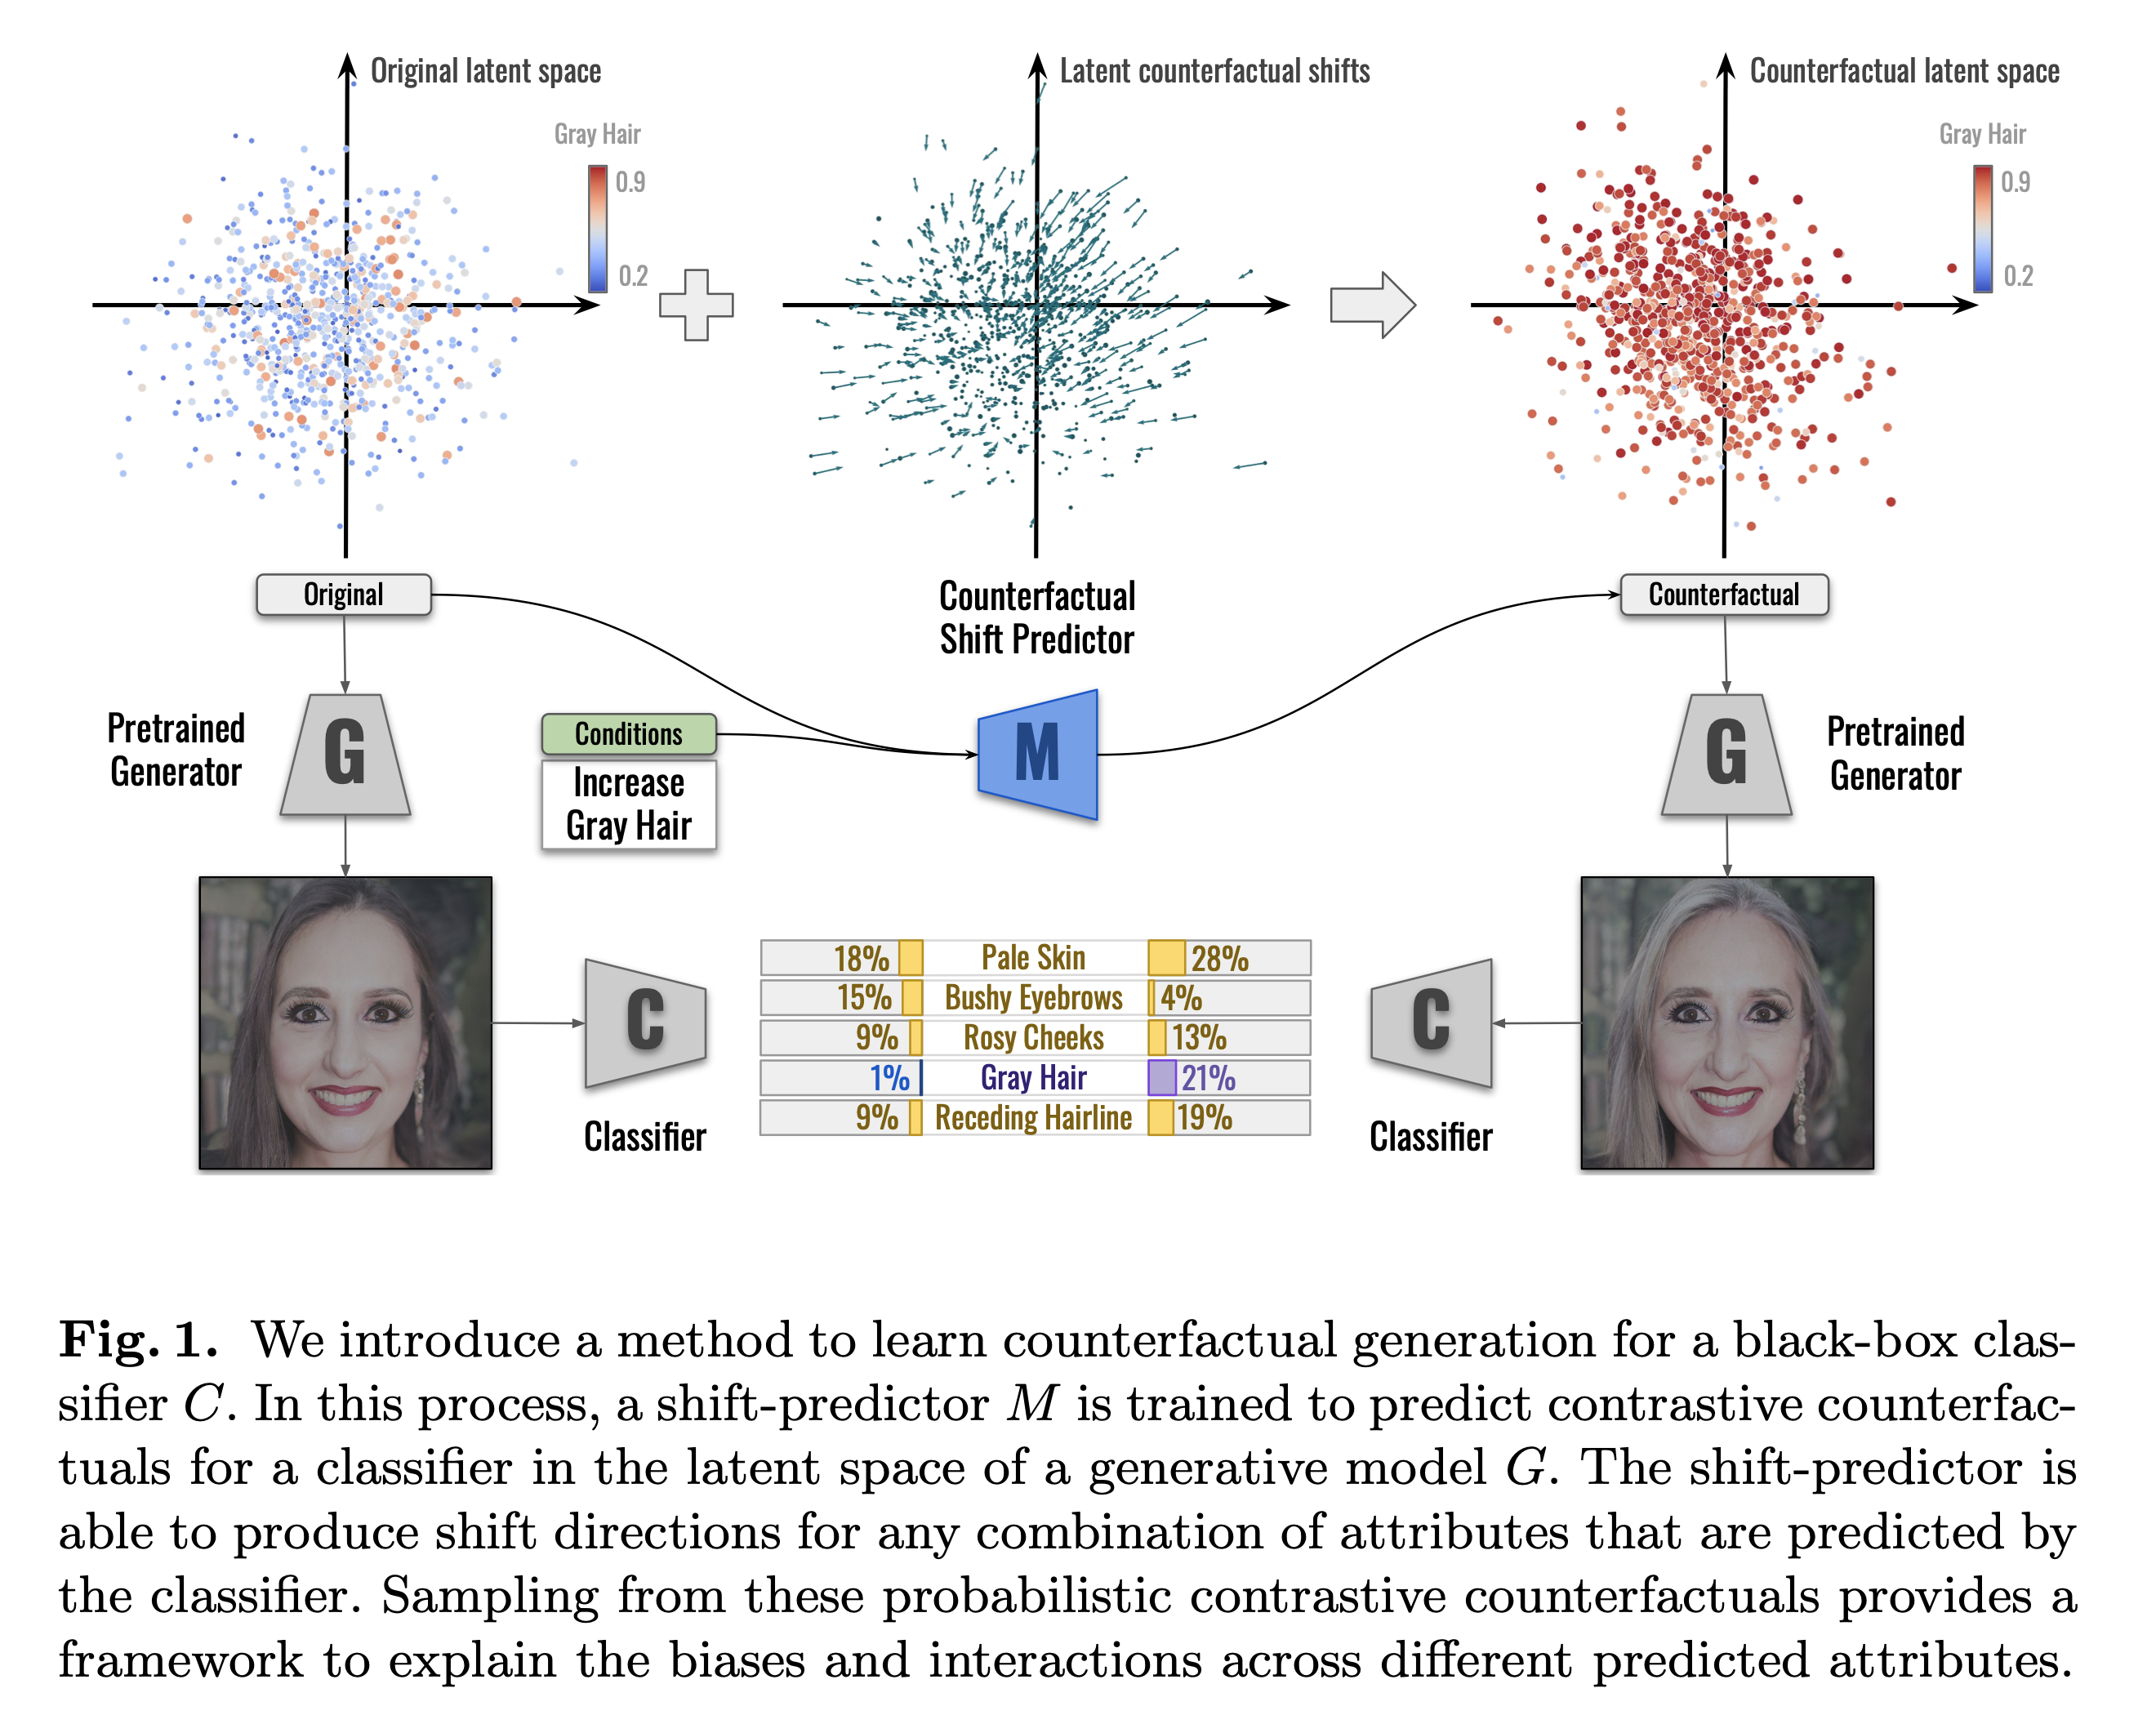 Original latent space
Latent counterfactual shifts
Counterfactual latent space
Gray Hair
0.9
0.2
Gray Hair
0.9
0.2
Original
Counterfactual
Shift Predictor
Counterfactual
Pretrained
Generator
G
Conditions
Increase
Gray Hair
M
G
Pretrained
Generator
C
Classifier
18% Pale Skin 28%
15% Bushy Eyebrows 4%
9% Rosy Cheeks 13%
1% Gray Hair 21%
9% Receding Hairline 19%
C
Classifier
Fig. 1. We introduce a method to learn counterfactual generation for a black-box clas-
sifier C. In this process, a shift-predictor M is trained to predict contrastive counterfac-
tuals for a classifier in the latent space of a generative model G. The shift-predictor is
able to produce shift directions for any combination of attributes that are predicted by
the classifier. Sampling from these probabilistic contrastive counterfactuals provides a
framework to explain the biases and interactions across different predicted attributes.